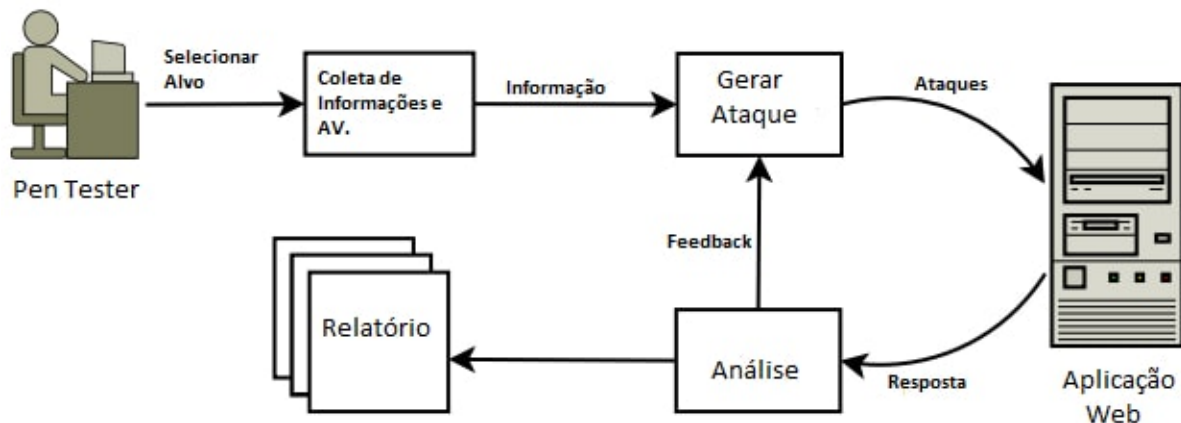 Selecionar
Alvo
Coleta de
Informações e
AV.
Informação
Gerar
Ataque
Ataques
Pen Tester
Feedback
Relatório
Análise
Resposta
Aplicação
Web